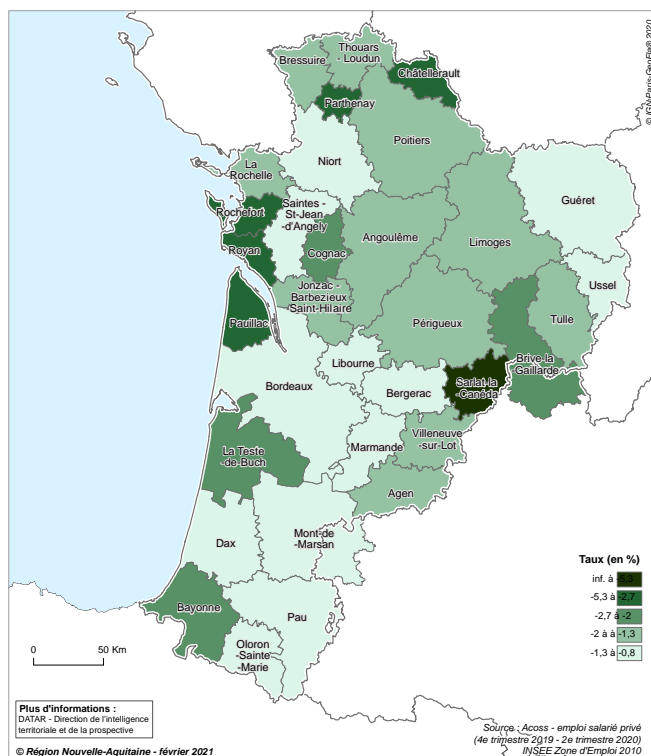 © IGN/Paris-GenFla® 2020
Thouars
- Loudun
Bressuire
Châtellerault
Parthenay
Poitiers
Niort
La
Rochelle
Guéret
Rochefort
Saintes -
St-Jean
-d'Angely
Angoulême
Limoges
Royan
Cognac
Ussel
Jonzac -
Barbezieux
Saint-Hilaire
Pauillac
Périgueux
Tulle
Libourne
Brive-la
Gaillarde
Bordeaux
Bergerac
Sarlat-la
-Canéda
Villeneuve
-sur-Lot
Marmande
La Teste
-de-Buch
Agen
Dax
Mont-de
-Marsan
Bayonne
Pau
Oloron
-Sainte
-Marie
Taux (en %)
inf. à -5,3
-5,3 à -2,7
-2,7 à -2
-2 à -1,3
-1,3 à -0,8
0
50 Km
Plus d'informations :
DATAR - Direction de l'intelligence
territoriale et de la prospective
© Région Nouvelle-Aquitaine - février 2021
Source : Acoss - emploi salarié privé
(4e trimestre 2019 - 2e trimestre 2020)
INSEE Zone d'Emploi 2010